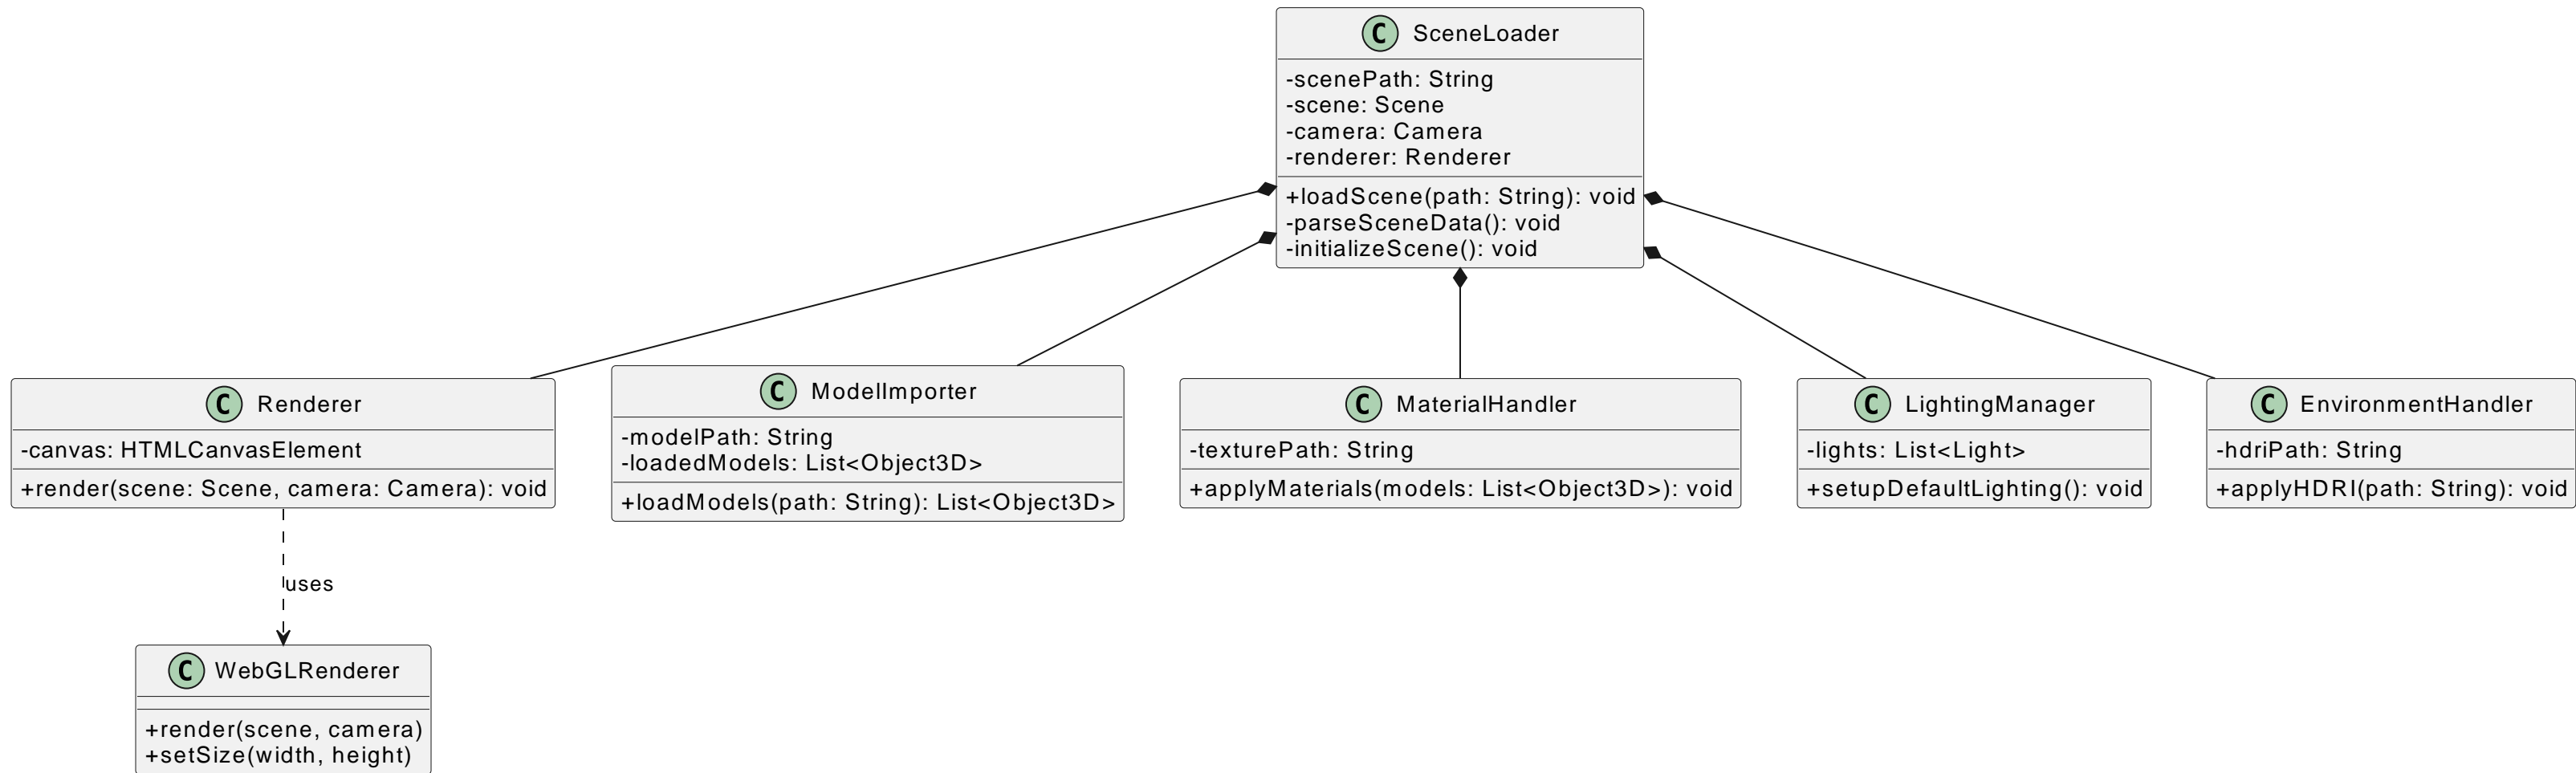 C SceneLoader
-scenePath: String
-scene: Scene
-camera: Camera
-renderer: Renderer
+loadScene(path: String): void
-parseSceneData(): void
-initializeScene(): void
C Renderer
-canvas: HTMLCanvasElement
+render(scene: Scene, camera: Camera): void
C ModelImporter
-modelPath: String
-loadedModels: List<Object3D>
+loadModels(path: String): List<Object3D>
C MaterialHandler
-texturePath: String
+applyMaterials(models: List<Object3D>): void
C LightingManager
-lights: List<Light>
+setupDefaultLighting(): void
C EnvironmentHandler
-hdriPath: String
+applyHDRI(path: String): void
uses
C WebGLRenderer
+render(scene, camera)
+setSize(width, height)